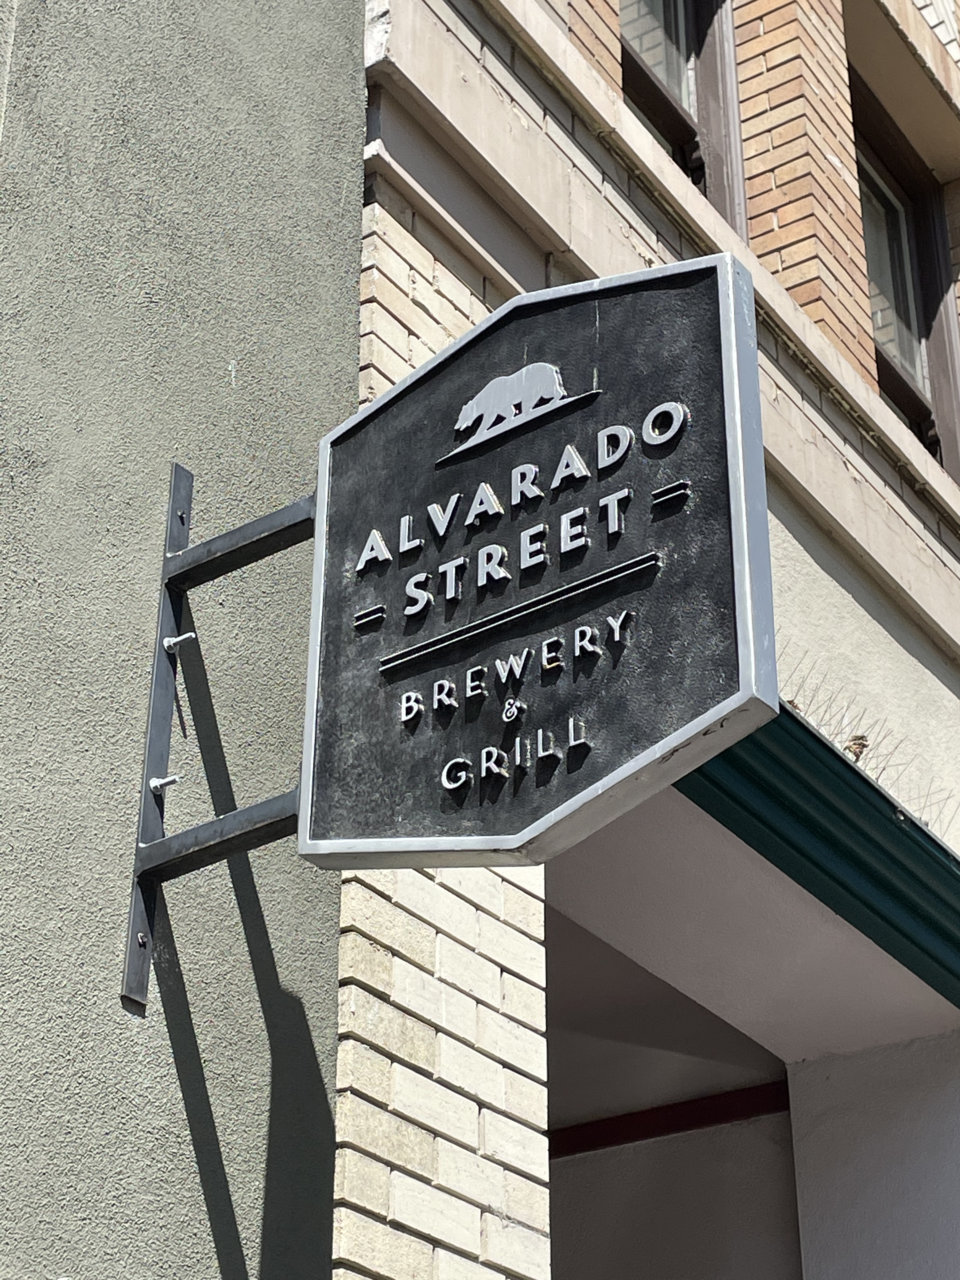 ALVARADO
STREET
BREWERY
&
GRILL